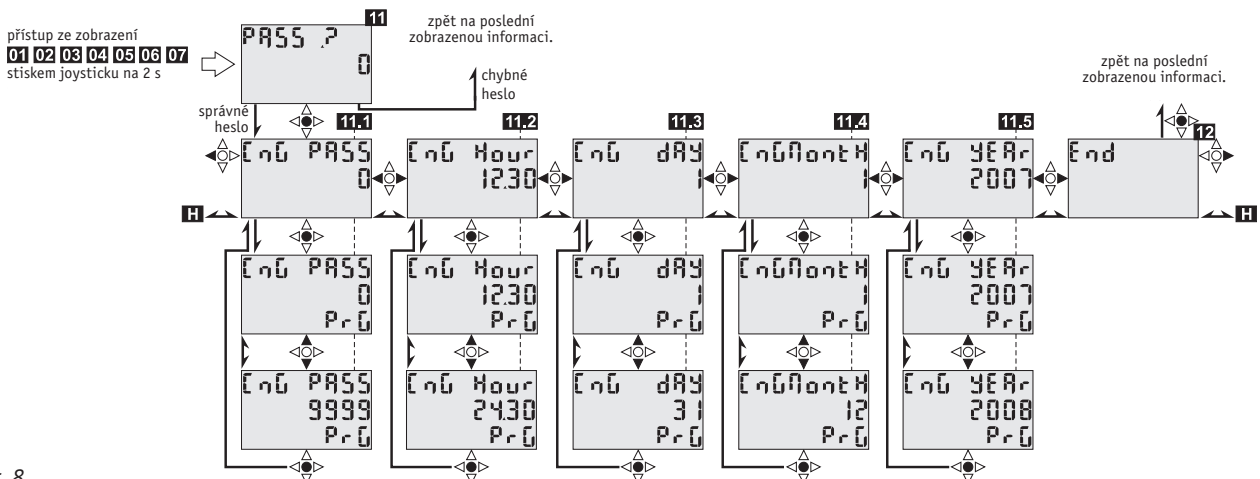 přístup ze zobrazení
01 02 03 04 05 06 07
stiskem joysticku na 2 s
11
PASS ?
0
zpět na poslední
zobrazenou informaci.
chybné
heslo
správné
heslo
zpět na poslední
zobrazenou informaci.
11.1
CnG PASS
0
11.2
CnG Hour
12.30
11.3
CnG dAY
1
11.4
CnGMontH
1
11.5
CnG YEAr
2007
12
End
H
H
CnG PASS
0
PrG
CnG Hour
12.30
PrG
CnG dAY
1
PrG
CnGMontH
1
PrG
CnG YEAr
2007
PrG
CnG PASS
9999
PrG
CnG Hour
24.30
PrG
CnG dAY
31
PrG
CnGMontH
12
PrG
CnG YEAr
2008
PrG
8